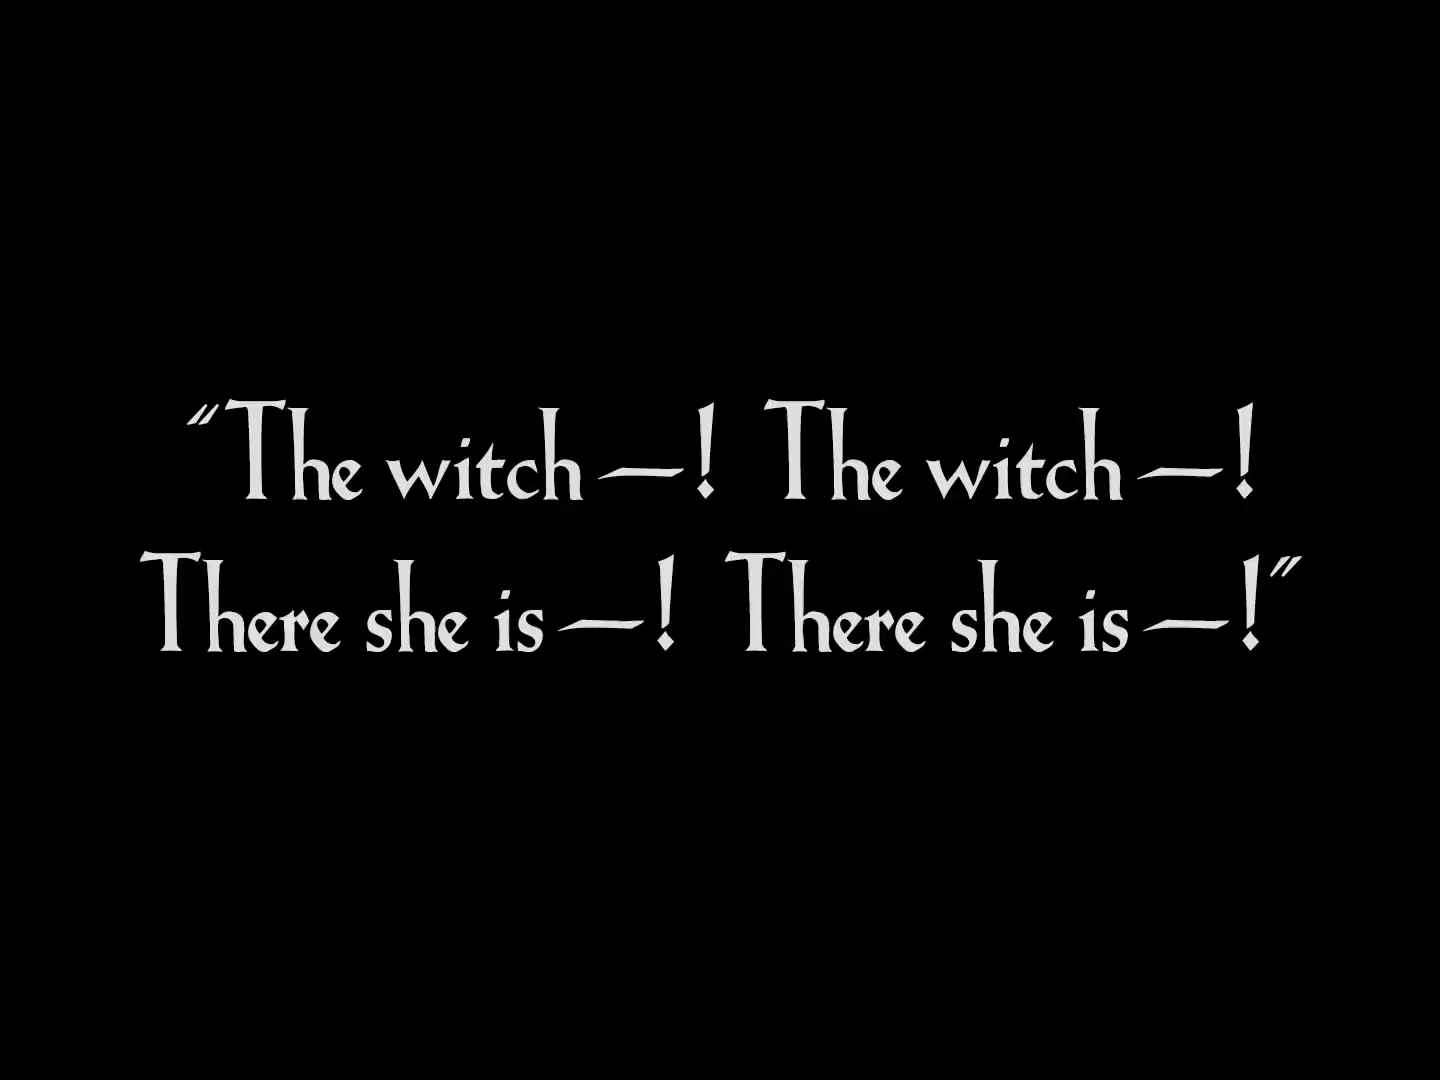 "The witch—! The witch—!
There she is—! There she is—!"